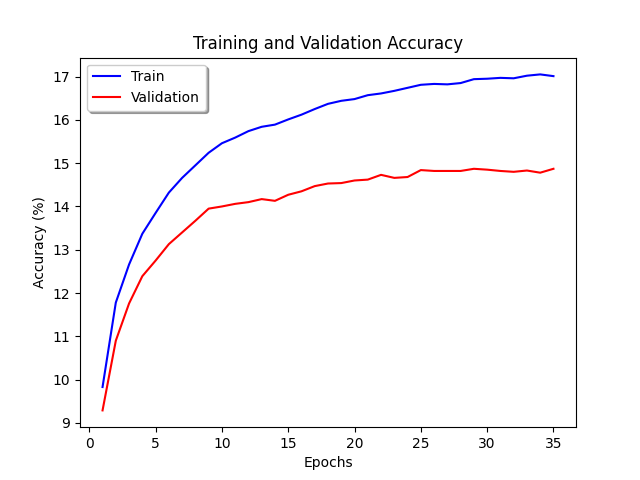 Training and Validation Accuracy
Train
Validation
17
16
15
14
13
12
11
10
9
Accuracy (%)
0 5 10 15 20 25 30 35
Epochs